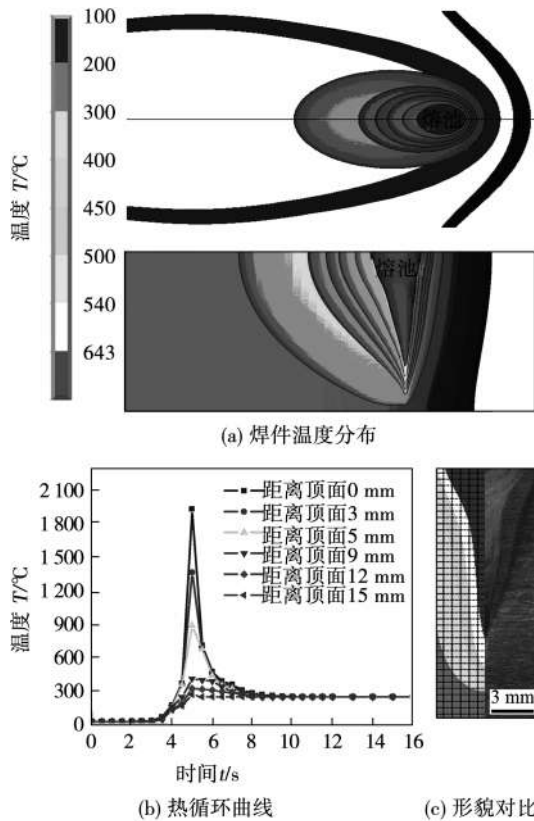 100
200
300
400
450
500
540
643
温度 T/℃
熔池
熔池
(a) 焊件温度分布
2 100
1 800
1 500
1 200
900
600
300
0
温度 T/℃
距离顶面0 mm
距离顶面3 mm
距离顶面5 mm
距离顶面9 mm
距离顶面12 mm
距离顶面15 mm
0 2 4 6 8 10 12 14 16
时间t/s
(b) 热循环曲线
3 mm
(c) 形貌对比